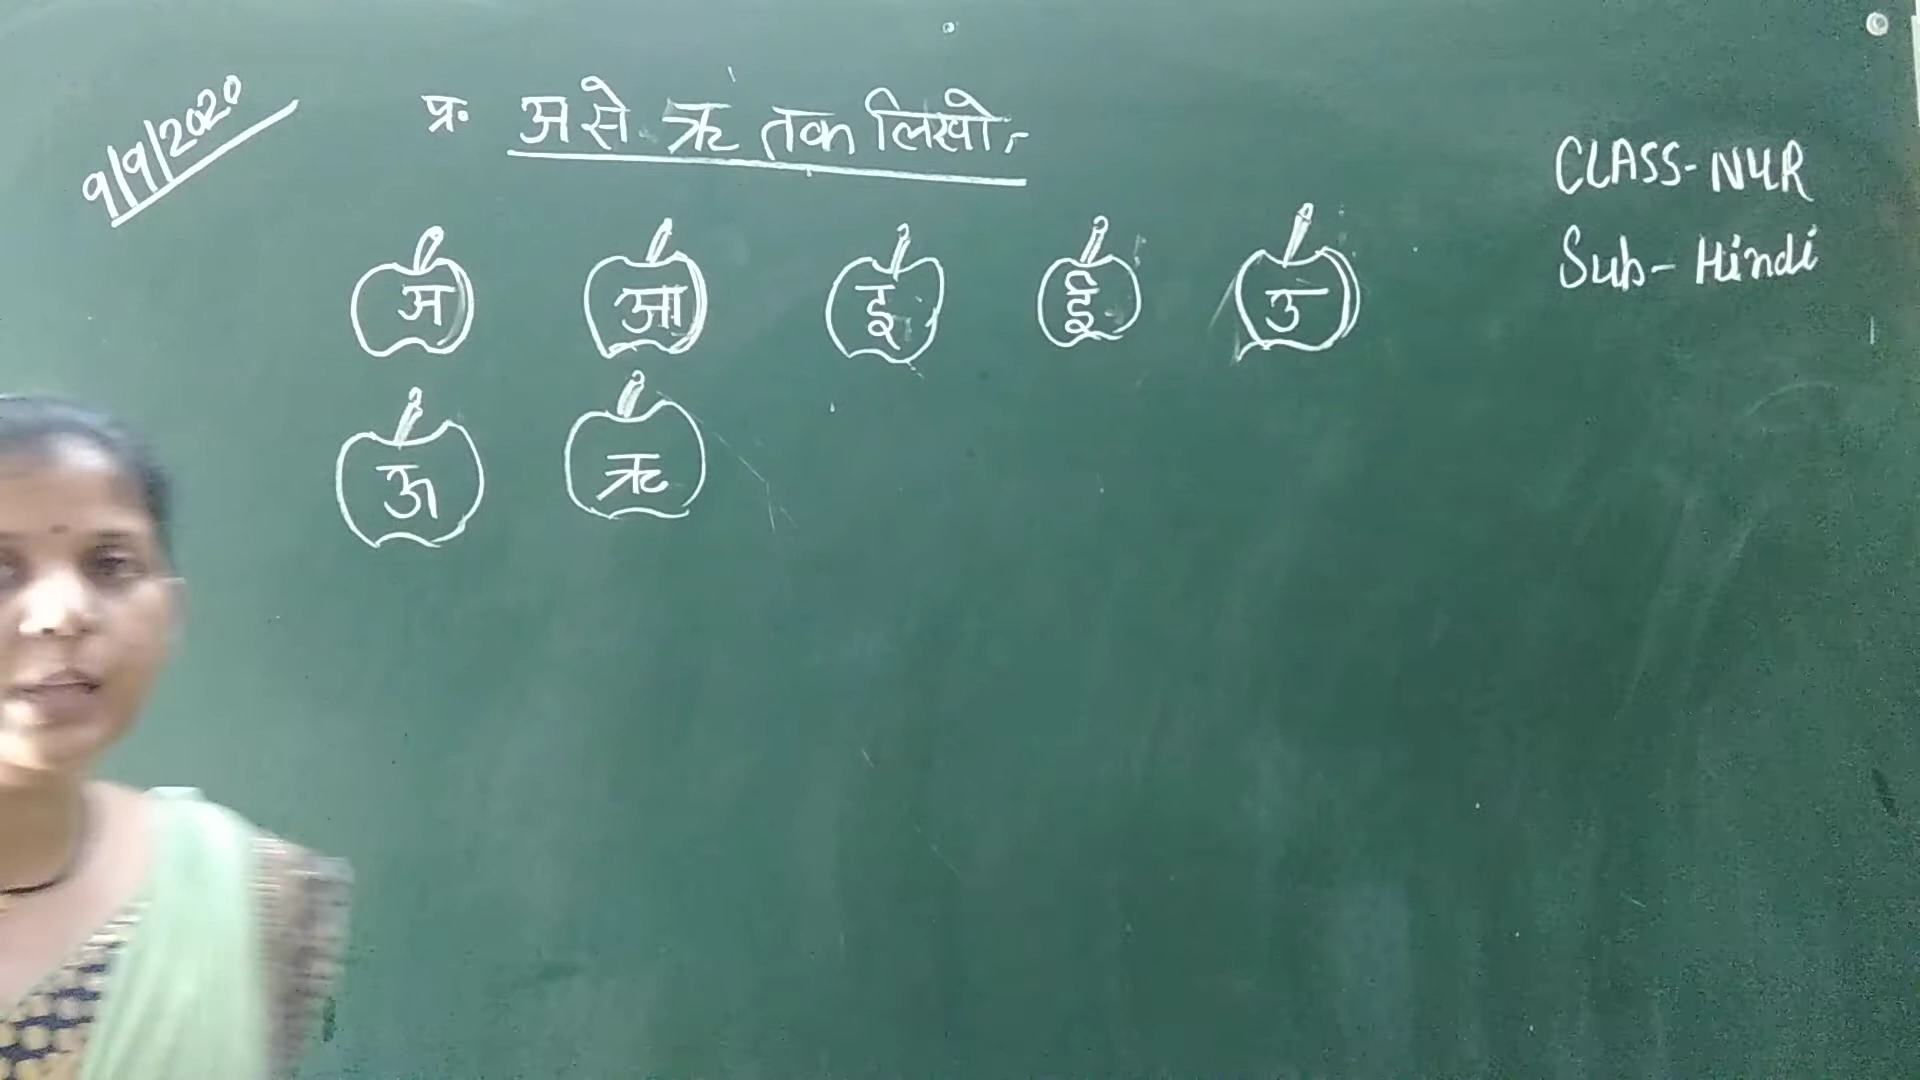 9/9/2020
प्र. अ से ऋ तक लिखो,-
CLASS-NUR
Sub-Hindi
अ आ इ ई उ
ऊ ऋ